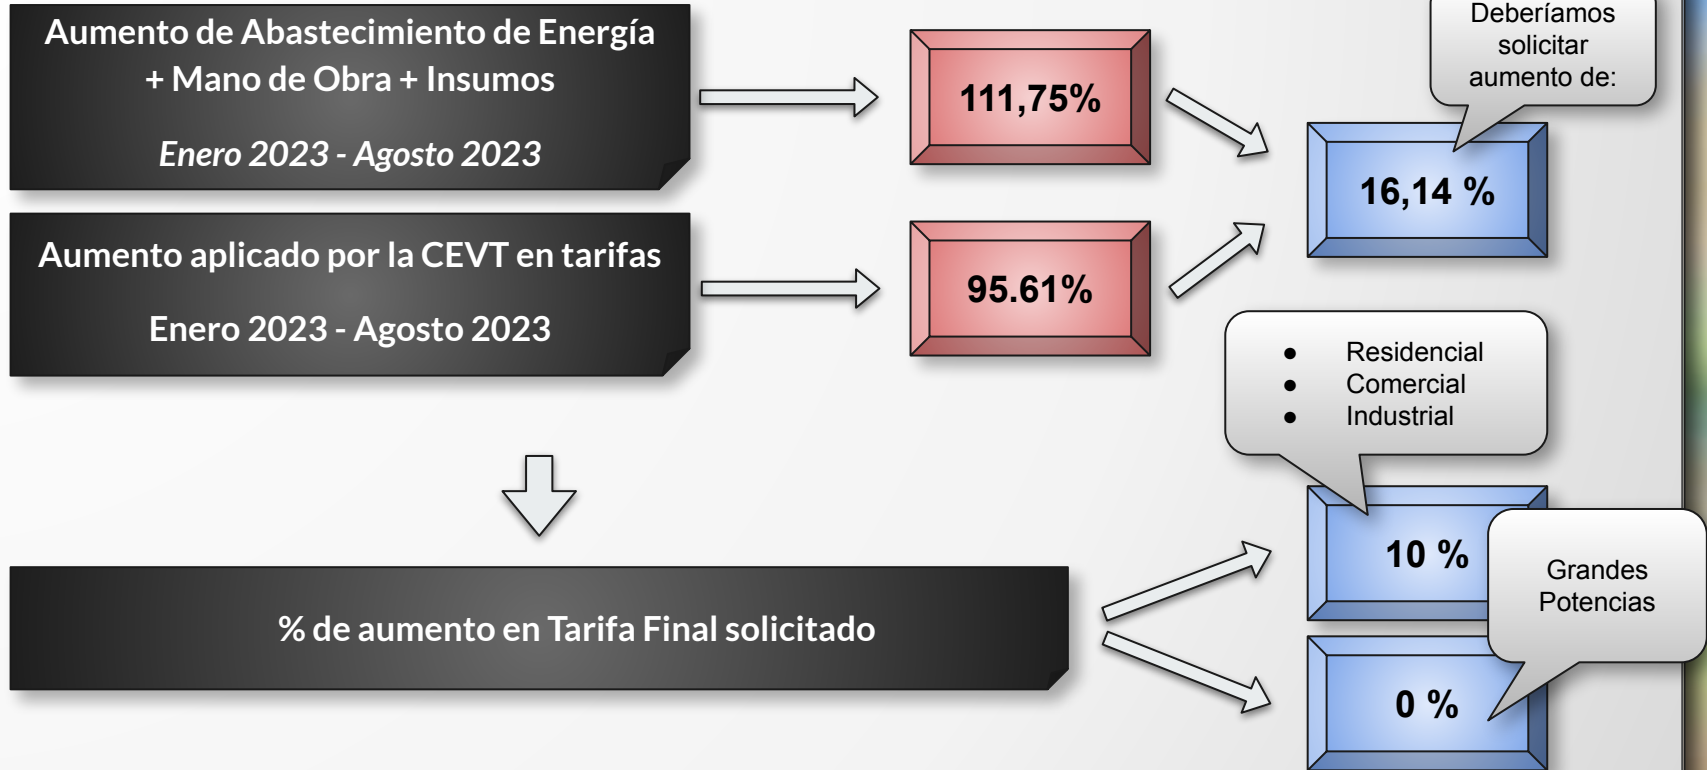 Aumento de Abastecimiento de Energía
+ Mano de Obra + Insumos
Enero 2023 - Agosto 2023
111,75%
Deberíamos
solicitar
aumento de:
16,14 %
Aumento aplicado por la CEVT en tarifas
Enero 2023 - Agosto 2023
95.61%
● Residencial
● Comercial
● Industrial
% de aumento en Tarifa Final solicitado
10 %
Grandes
Potencias
0 %